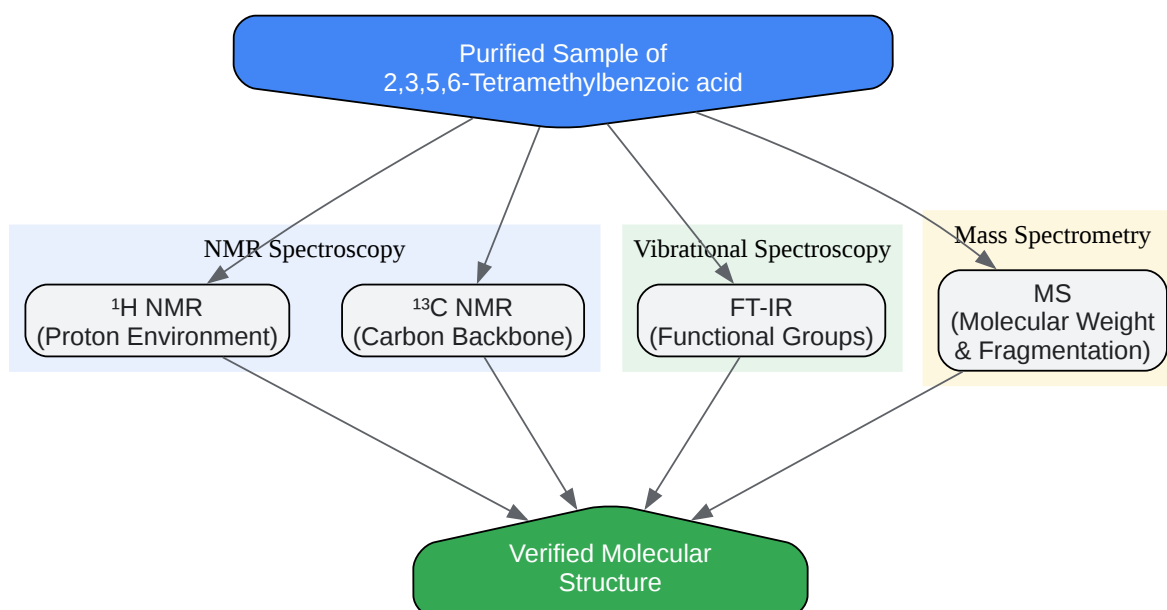 Purified Sample of
2,3,5,6-Tetramethylbenzoic acid
NMR Spectroscopy
¹H NMR
(Proton Environment)
¹³C NMR
(Carbon Backbone)
Vibrational Spectroscopy
FT-IR
(Functional Groups)
Mass Spectrometry
MS
(Molecular Weight
& Fragmentation)
Verified Molecular
Structure